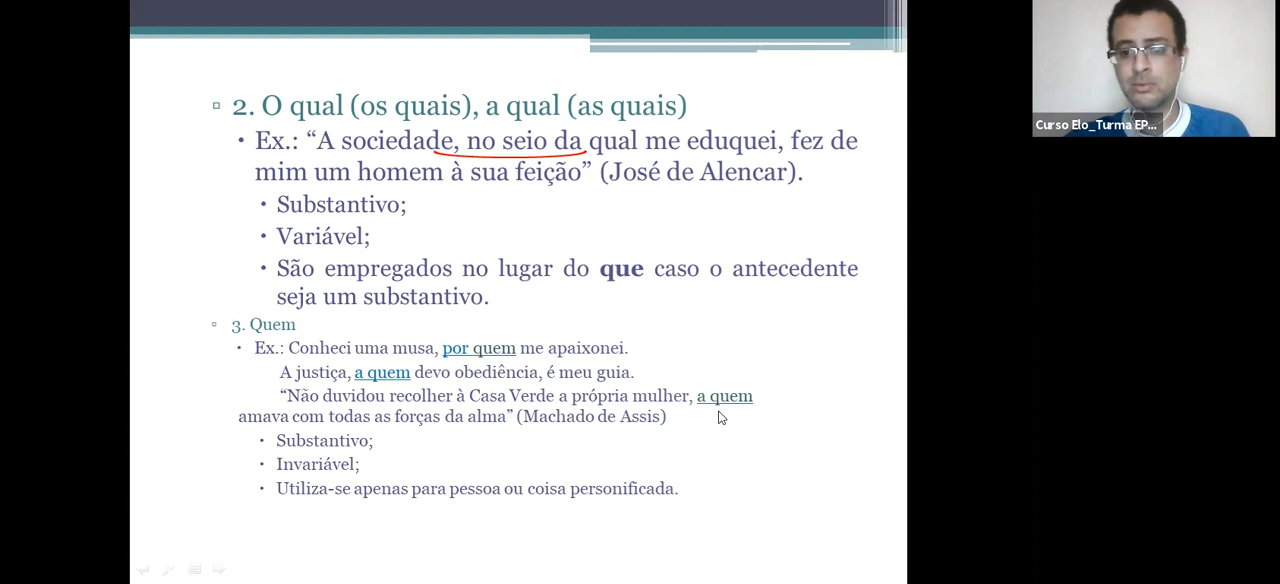 2. O qual (os quais), a qual (as quais)
Ex.: “A sociedade, no seio da qual me eduquei, fez de
mim um homem à sua feição” (José de Alencar).
Substantivo;
Variável;
São empregados no lugar do que caso o antecedente
seja um substantivo.
3. Quem
Ex.: Conheci uma musa, por quem me apaixonei.
A justiça, a quem devo obediência, é meu guia.
“Não duvidou recolher à Casa Verde a própria mulher, a quem
amava com todas as forças da alma” (Machado de Assis)
Substantivo;
Invariável;
Utiliza-se apenas para pessoa ou coisa personificada.
Curso Elo_Turma EP...